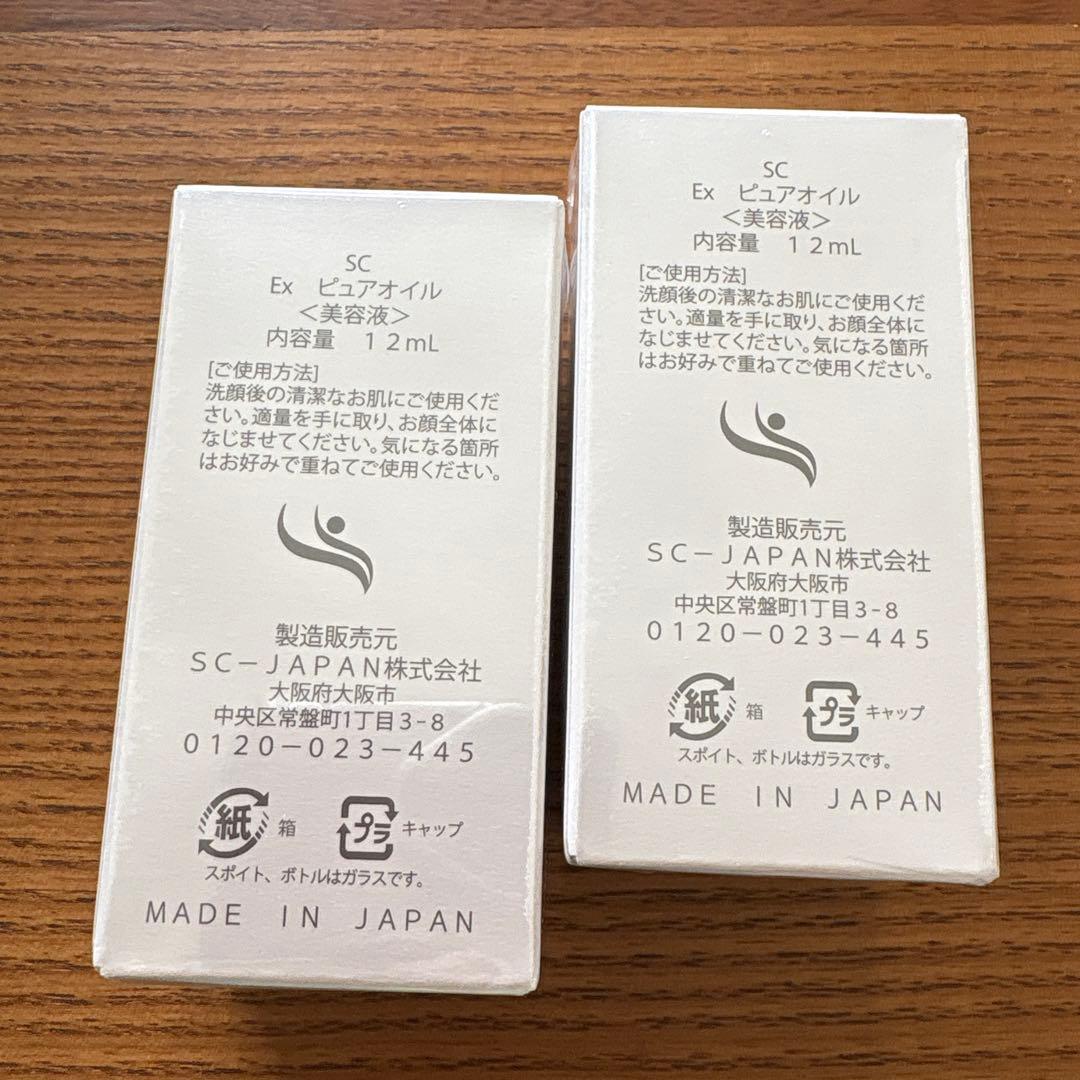 SC
Ex ピュアオイル
＜美容液＞
内容量 12mL
[ご使用方法]
洗顔後の清潔なお肌にご使用くだ
さい。適量を手に取り、お顔全体に
なじませてください。気になる箇所
はお好みで重ねてご使用ください。
製造販売元
SC－JAPAN株式会社
大阪府大阪市
中央区常盤町1丁目3-8
0120－023－445
紙 箱 プラ キャップ
スポイト、ボトルはガラスです。
MADE IN JAPAN
SC
Ex ピュアオイル
＜美容液＞
内容量 12mL
[ご使用方法]
洗顔後の清潔なお肌にご使用くだ
さい。適量を手に取り、お顔全体に
なじませてください。気になる箇所
はお好みで重ねてご使用ください。
製造販売元
SC－JAPAN株式会社
大阪府大阪市
中央区常盤町1丁目3-8
0120－023－445
紙 箱 プラ キャップ
スポイト、ボトルはガラスです。
MADE IN JAPAN